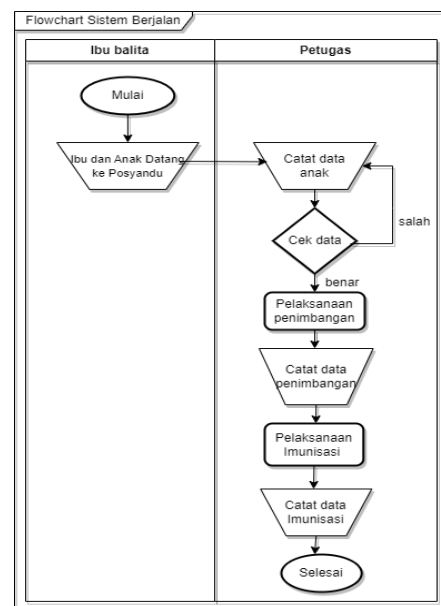 Flowchart Sistem Berjalan
Ibu balita
Petugas
Mulai
Ibu dan Anak Datang
ke Posyandu
Catat data
anak
salah
Cek data
benar
Pelaksanaan
penimbangan
Catat data
penimbangan
Pelaksanaan
Imunisasi
Catat data
Imunisasi
Selesai